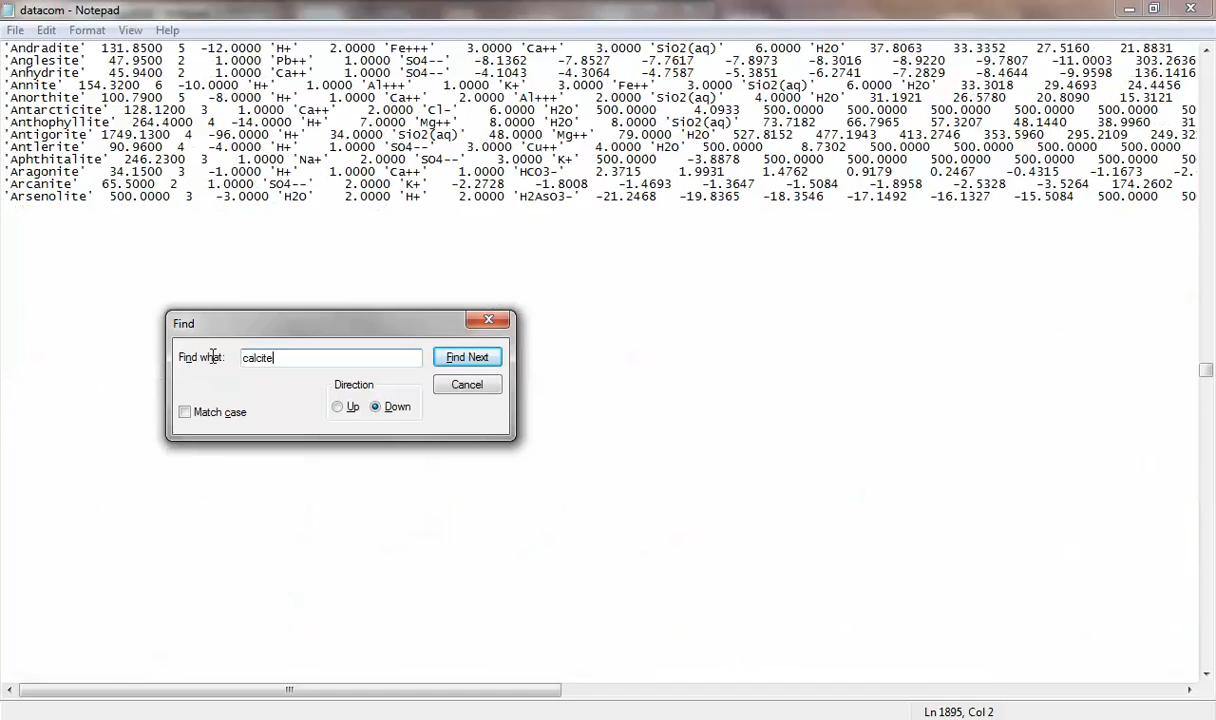 datacom - Notepad
File Edit Format View Help
'Andradite' 131.8500 5 -12.0000 'H+' 2.0000 'Fe+++' 3.0000 'Ca++' 3.0000 'SiO2(aq)' 6.0000 'H2O' 37.8063 33.3352 27.5160 21.8831
'Anglesite' 47.9500 2 1.0000 'Pb++' 1.0000 'SO4--' -8.1362 -7.8527 -7.7617 -7.8973 -8.3016 -8.9220 -9.7807 -11.0003 303.2636
'Anhydrite' 45.9400 2 1.0000 'Ca++' 1.0000 'SO4--' -4.1043 -4.3064 -4.7587 -5.3851 -6.2741 -7.2829 -8.4644 -9.9598 136.1416
'Annite' 154.3200 6 -10.0000 'H+' 1.0000 'Al+++' 1.0000 'K+' 3.0000 'Fe++' 3.0000 'SiO2(aq)' 6.0000 'H2O' 33.3018 29.4693 24.4456
'Anorthite' 100.7900 5 -8.0000 'H+' 1.0000 'Ca++' 2.0000 'Al+++' 2.0000 'SiO2(aq)' 4.0000 'H2O' 31.1921 26.5780 20.8090 15.3121
'Antarcticite' 128.1200 3 1.0000 'Ca++' 2.0000 'Cl-' 6.0000 'H2O' 500.0000 4.0933 500.0000 500.0000 500.0000 500.0000 500.0000
'Anthophyllite' 264.4000 4 -14.0000 'H+' 7.0000 'Mg++' 8.0000 'H2O' 8.0000 'SiO2(aq)' 73.7182 66.7965 57.3207 48.1440 38.9960 31
'Antigorite' 1749.1300 4 -96.0000 'H+' 34.0000 'SiO2(aq)' 48.0000 'Mg++' 79.0000 'H2O' 527.8152 477.1943 413.2746 353.5960 295.2109 249.32
'Antlerite' 90.9600 4 -4.0000 'H+' 1.0000 'SO4--' 3.0000 'Cu++' 4.0000 'H2O' 500.0000 8.7302 500.0000 500.0000 500.0000 500.0000
'Aphthitalite' 246.2300 3 1.0000 'Na+' 2.0000 'SO4--' 3.0000 'K+' 500.0000 -3.8878 500.0000 500.0000 500.0000 500.0000 500.0000
'Aragonite' 34.1500 3 -1.0000 'H+' 1.0000 'Ca++' 1.0000 'HCO3-' 2.3715 1.9931 1.4762 0.9179 0.2467 -0.4315 -1.1673 -2.
'Arcanite' 65.5000 2 1.0000 'SO4--' 2.0000 'K+' -2.2728 -1.8008 -1.4693 -1.3647 -1.5084 -1.8958 -2.5328 -3.5264 174.2602
'Arsenolite' 500.0000 3 -3.0000 'H2O' 2.0000 'H+' 2.0000 'H2AsO3-' -21.2468 -19.8365 -18.3546 -17.1492 -16.1327 -15.5084 500.0000 50
Find
Find what: calcite Find Next
Direction Cancel
Match case Up Down
Ln 1895, Col 2